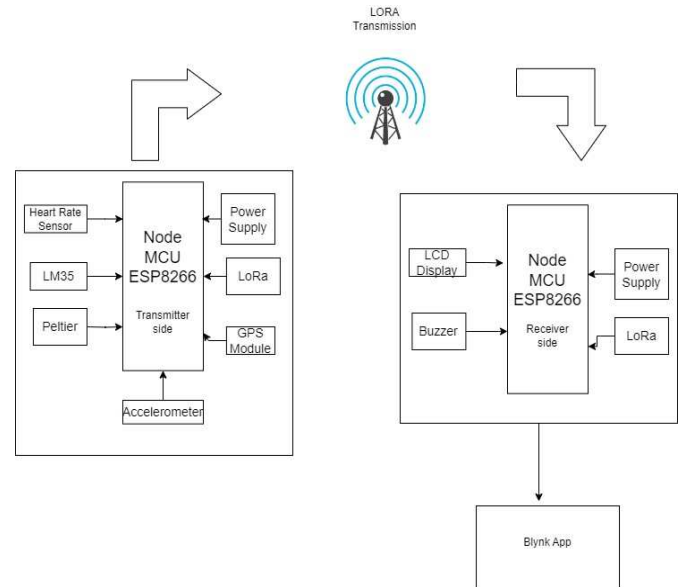 LORA
Transmission
Heart Rate
Sensor
LM35
Peltier
Node
MCU
ESP8266
Transmitter
side
Power
Supply
LoRa
GPS
Module
Accelerometer
LCD
Display
Buzzer
Node
MCU
ESP8266
Receiver
side
Power
Supply
LoRa
Blynk App